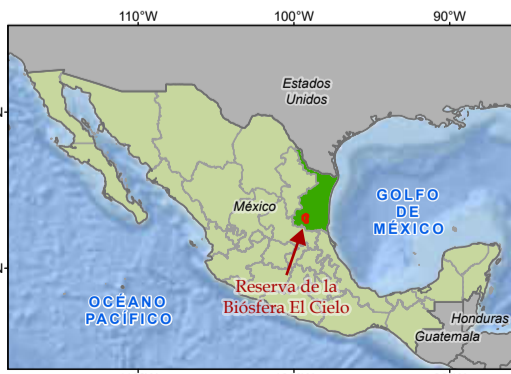 110°W
100°W
90°W
Estados
Unidos
N
México
GOLFO
DE
MÉXICO
N
Reserva de la
Biósfera El Cielo
OCÉANO
PACÍFICO
Honduras
Guatemala